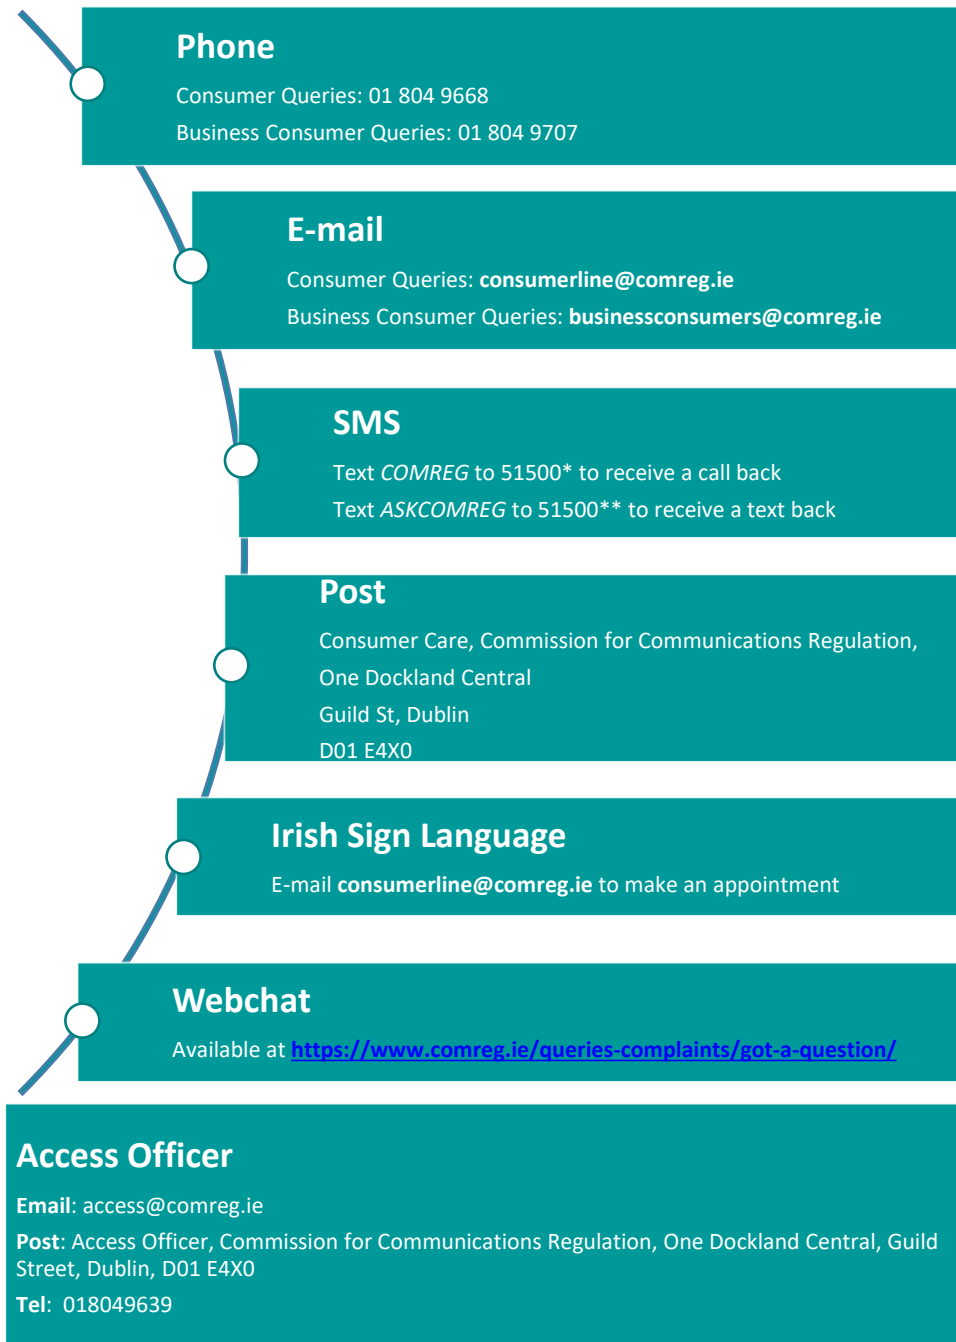 Phone
Consumer Queries: 01 804 9668
Business Consumer Queries: 01 804 9707
E-mail
Consumer Queries: consumerline@comreg.ie
Business Consumer Queries: businessconsumers@comreg.ie
SMS
Text COMREG to 51500* to receive a call back
Text ASKCOMREG to 51500** to receive a text back
Post
Consumer Care, Commission for Communications Regulation,
One Dockland Central
Guild St, Dublin
D01 E4X0
Irish Sign Language
E-mail consumerline@comreg.ie to make an appointment
Webchat
Available at https://www.comreg.ie/queries-complaints/got-a-question/
Access Officer
Email: access@comreg.ie
Post: Access Officer, Commission for Communications Regulation, One Dockland Central, Guild
Street, Dublin, D01 E4X0
Tel: 018049639